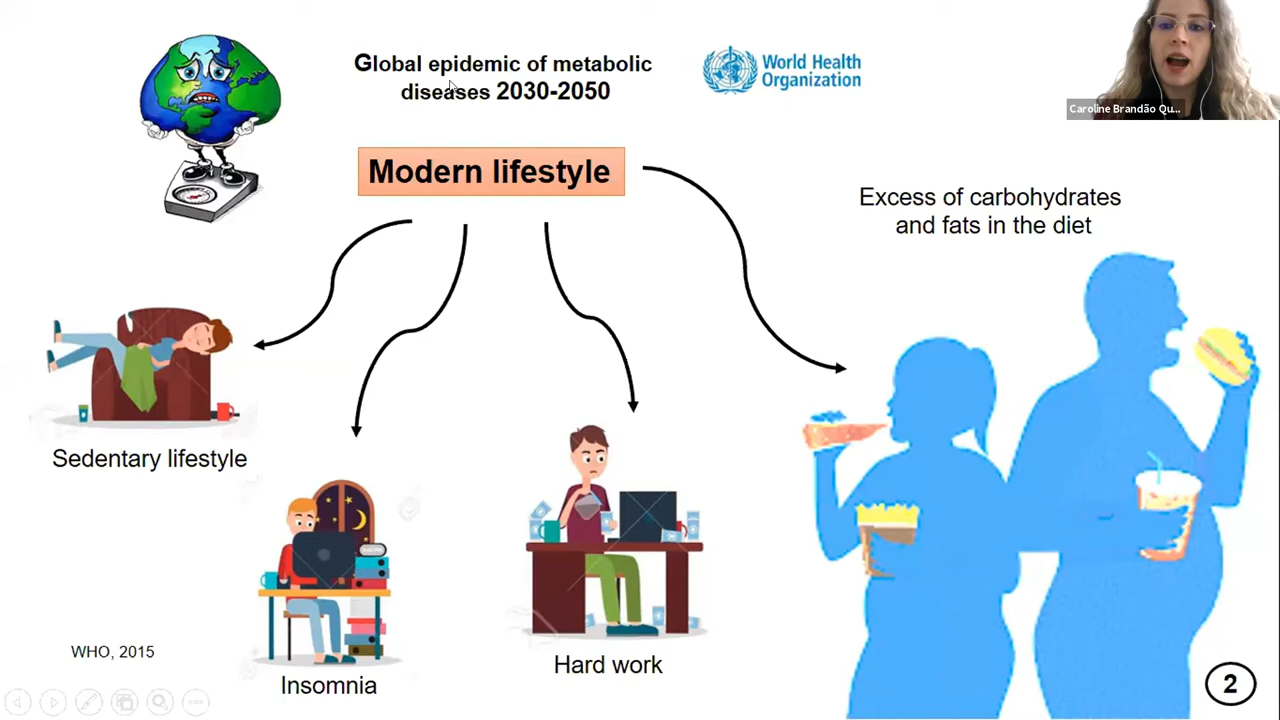 Global epidemic of metabolic
diseases 2030-2050
World Health
Organization
Caroline Brandão Qu...
Modern lifestyle
Excess of carbohydrates
and fats in the diet
Sedentary lifestyle
Hard work
WHO, 2015
Insomnia
2